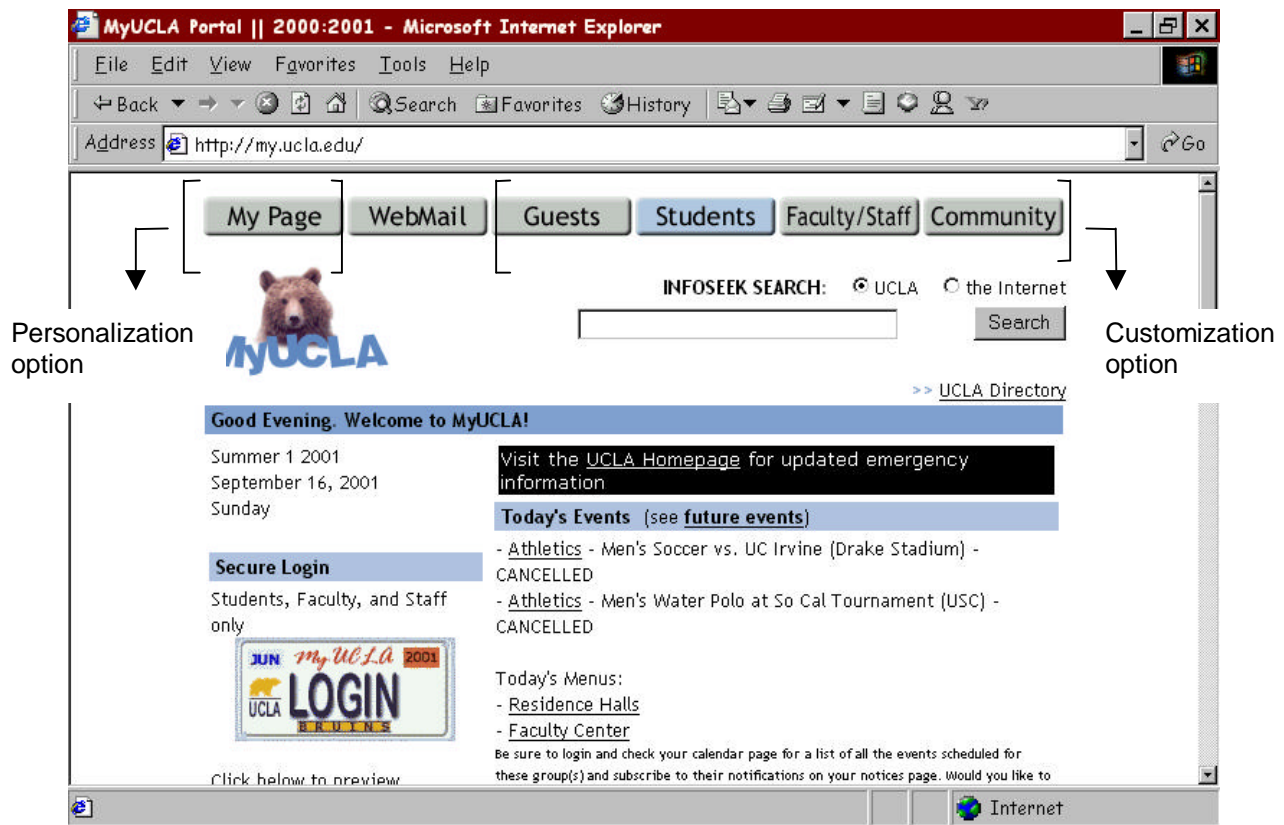 MyUCLA Portal || 2000:2001 - Microsoft Internet Explorer
File Edit View Favorites Tools Help
Back Search Favorites History
Address http://my.ucla.edu/ Go
My Page WebMail Guests Students Faculty/Staff Community
INFOSEEK SEARCH: UCLA the Internet
Search
Personalization
option
Customization
option
MyUCLA
>> UCLA Directory
Good Evening. Welcome to MyUCLA!
Summer 1 2001
September 16, 2001
Sunday
Visit the UCLA Homepage for updated emergency
information
Today's Events (see future events)
- Athletics - Men's Soccer vs. UC Irvine (Drake Stadium) -
CANCELLED
- Athletics - Men's Water Polo at So Cal Tournament (USC) -
CANCELLED
Secure Login
Students, Faculty, and Staff
only
JUN My UCLA 2001
UCLA LOGIN
BRUINS
Click below to preview
Today's Menus:
- Residence Halls
- Faculty Center
Be sure to login and check your calendar page for a list of all the events scheduled for
these group(s) and subscribe to their notifications on your notices page. Would you like to
Internet